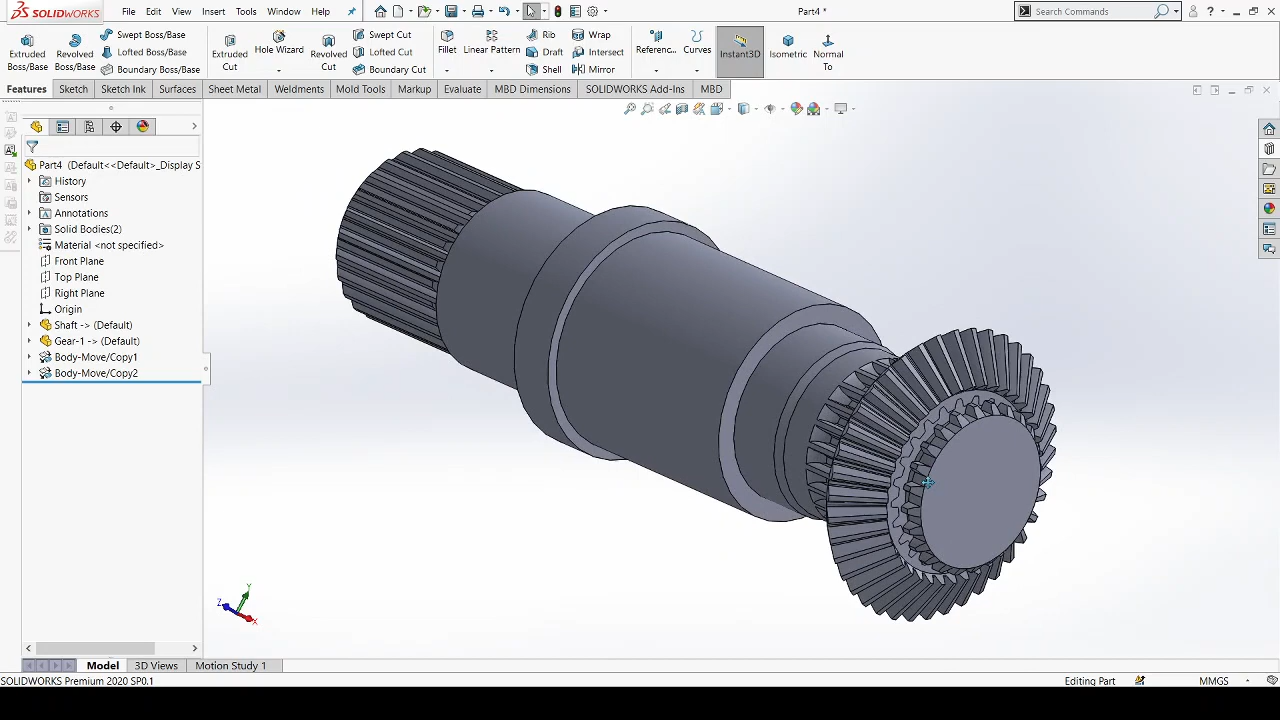 SOLIDWORKS File Edit View Insert Tools Window Help Part4 * Search Commands
Extruded Boss/Base
Revolved Boss/Base
Swept Boss/Base
Lofted Boss/Base
Boundary Boss/Base
Extruded Cut
Hole Wizard
Revolved Cut
Swept Cut
Lofted Cut
Boundary Cut
Fillet
Linear Pattern
Rib
Draft
Shell
Wrap
Intersect
Mirror
Referenc...
Curves
Instant3D
Isometric
Normal To
Features Sketch Sketch Ink Surfaces Sheet Metal Weldments Mold Tools Markup Evaluate MBD Dimensions SOLIDWORKS Add-Ins MBD
Part4 (Default<<Default>_Display S
History
Sensors
Annotations
Solid Bodies(2)
Material <not specified>
Front Plane
Top Plane
Right Plane
Origin
Shaft -> (Default)
Gear-1 -> (Default)
Body-Move/Copy1
Body-Move/Copy2
Y
Z
X
Model 3D Views Motion Study 1
SOLIDWORKS Premium 2020 SP0.1 Editing Part MMGS